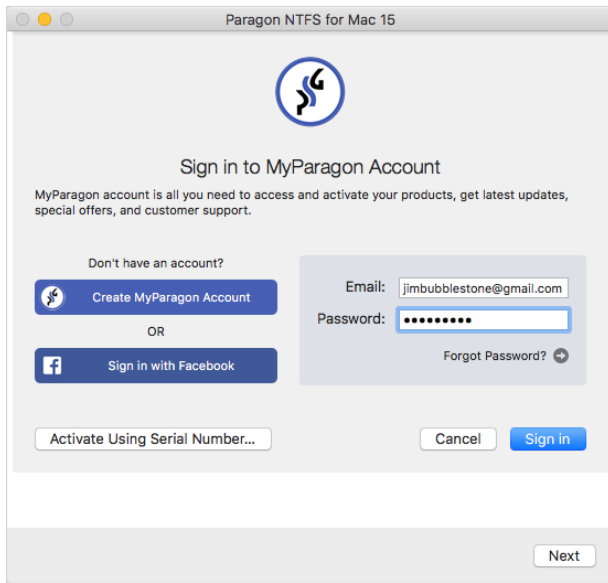 Paragon NTFS for Mac 15
Sign in to MyParagon Account
MyParagon account is all you need to access and activate your products, get latest updates,
special offers, and customer support.
Don't have an account?
Create MyParagon Account
OR
Sign in with Facebook
Email: jimbubblestone@gmail.com
Password: •••••••••
Forgot Password?
Activate Using Serial Number...
Cancel
Sign in
Next